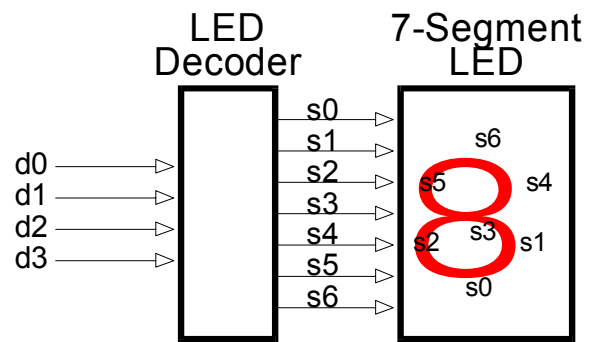 LED
Decoder
7-Segment
LED
d0
d1
d2
d3
s0
s1
s2
s3
s4
s5
s6
s6
s5
s4
s3
s2
s1
s0
8